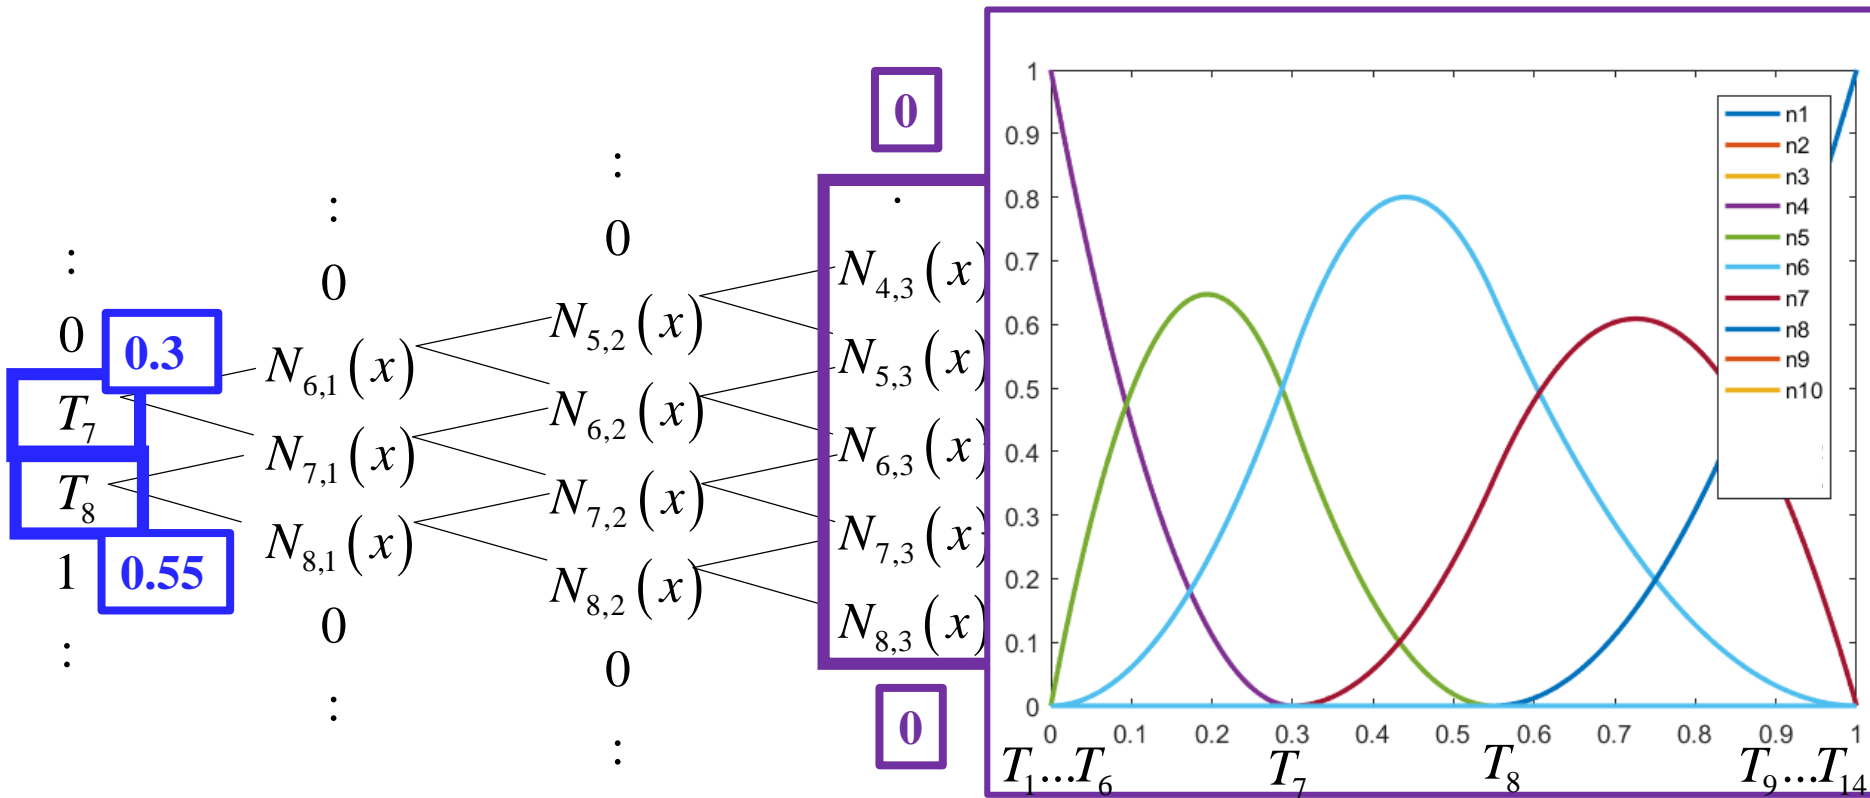 :
0
0.3
T7
T8
0.55
1
:
:
0
N6,1(x)
N7,1(x)
N8,1(x)
0
:
:
0
N5,2(x)
N6,2(x)
N7,2(x)
N8,2(x)
0
:
0
.
N4,3(x)
N5,3(x)
N6,3(x)
N7,3(x)
N8,3(x)
0
1
0.9
0.8
0.7
0.6
0.5
0.4
0.3
0.2
0.1
0
n1
n2
n3
n4
n5
n6
n7
n8
n9
n10
0 0.1 0.2 0.3 0.4 0.5 0.6 0.7 0.8 0.9 1
T1...T6 T7 T8 T9...T14